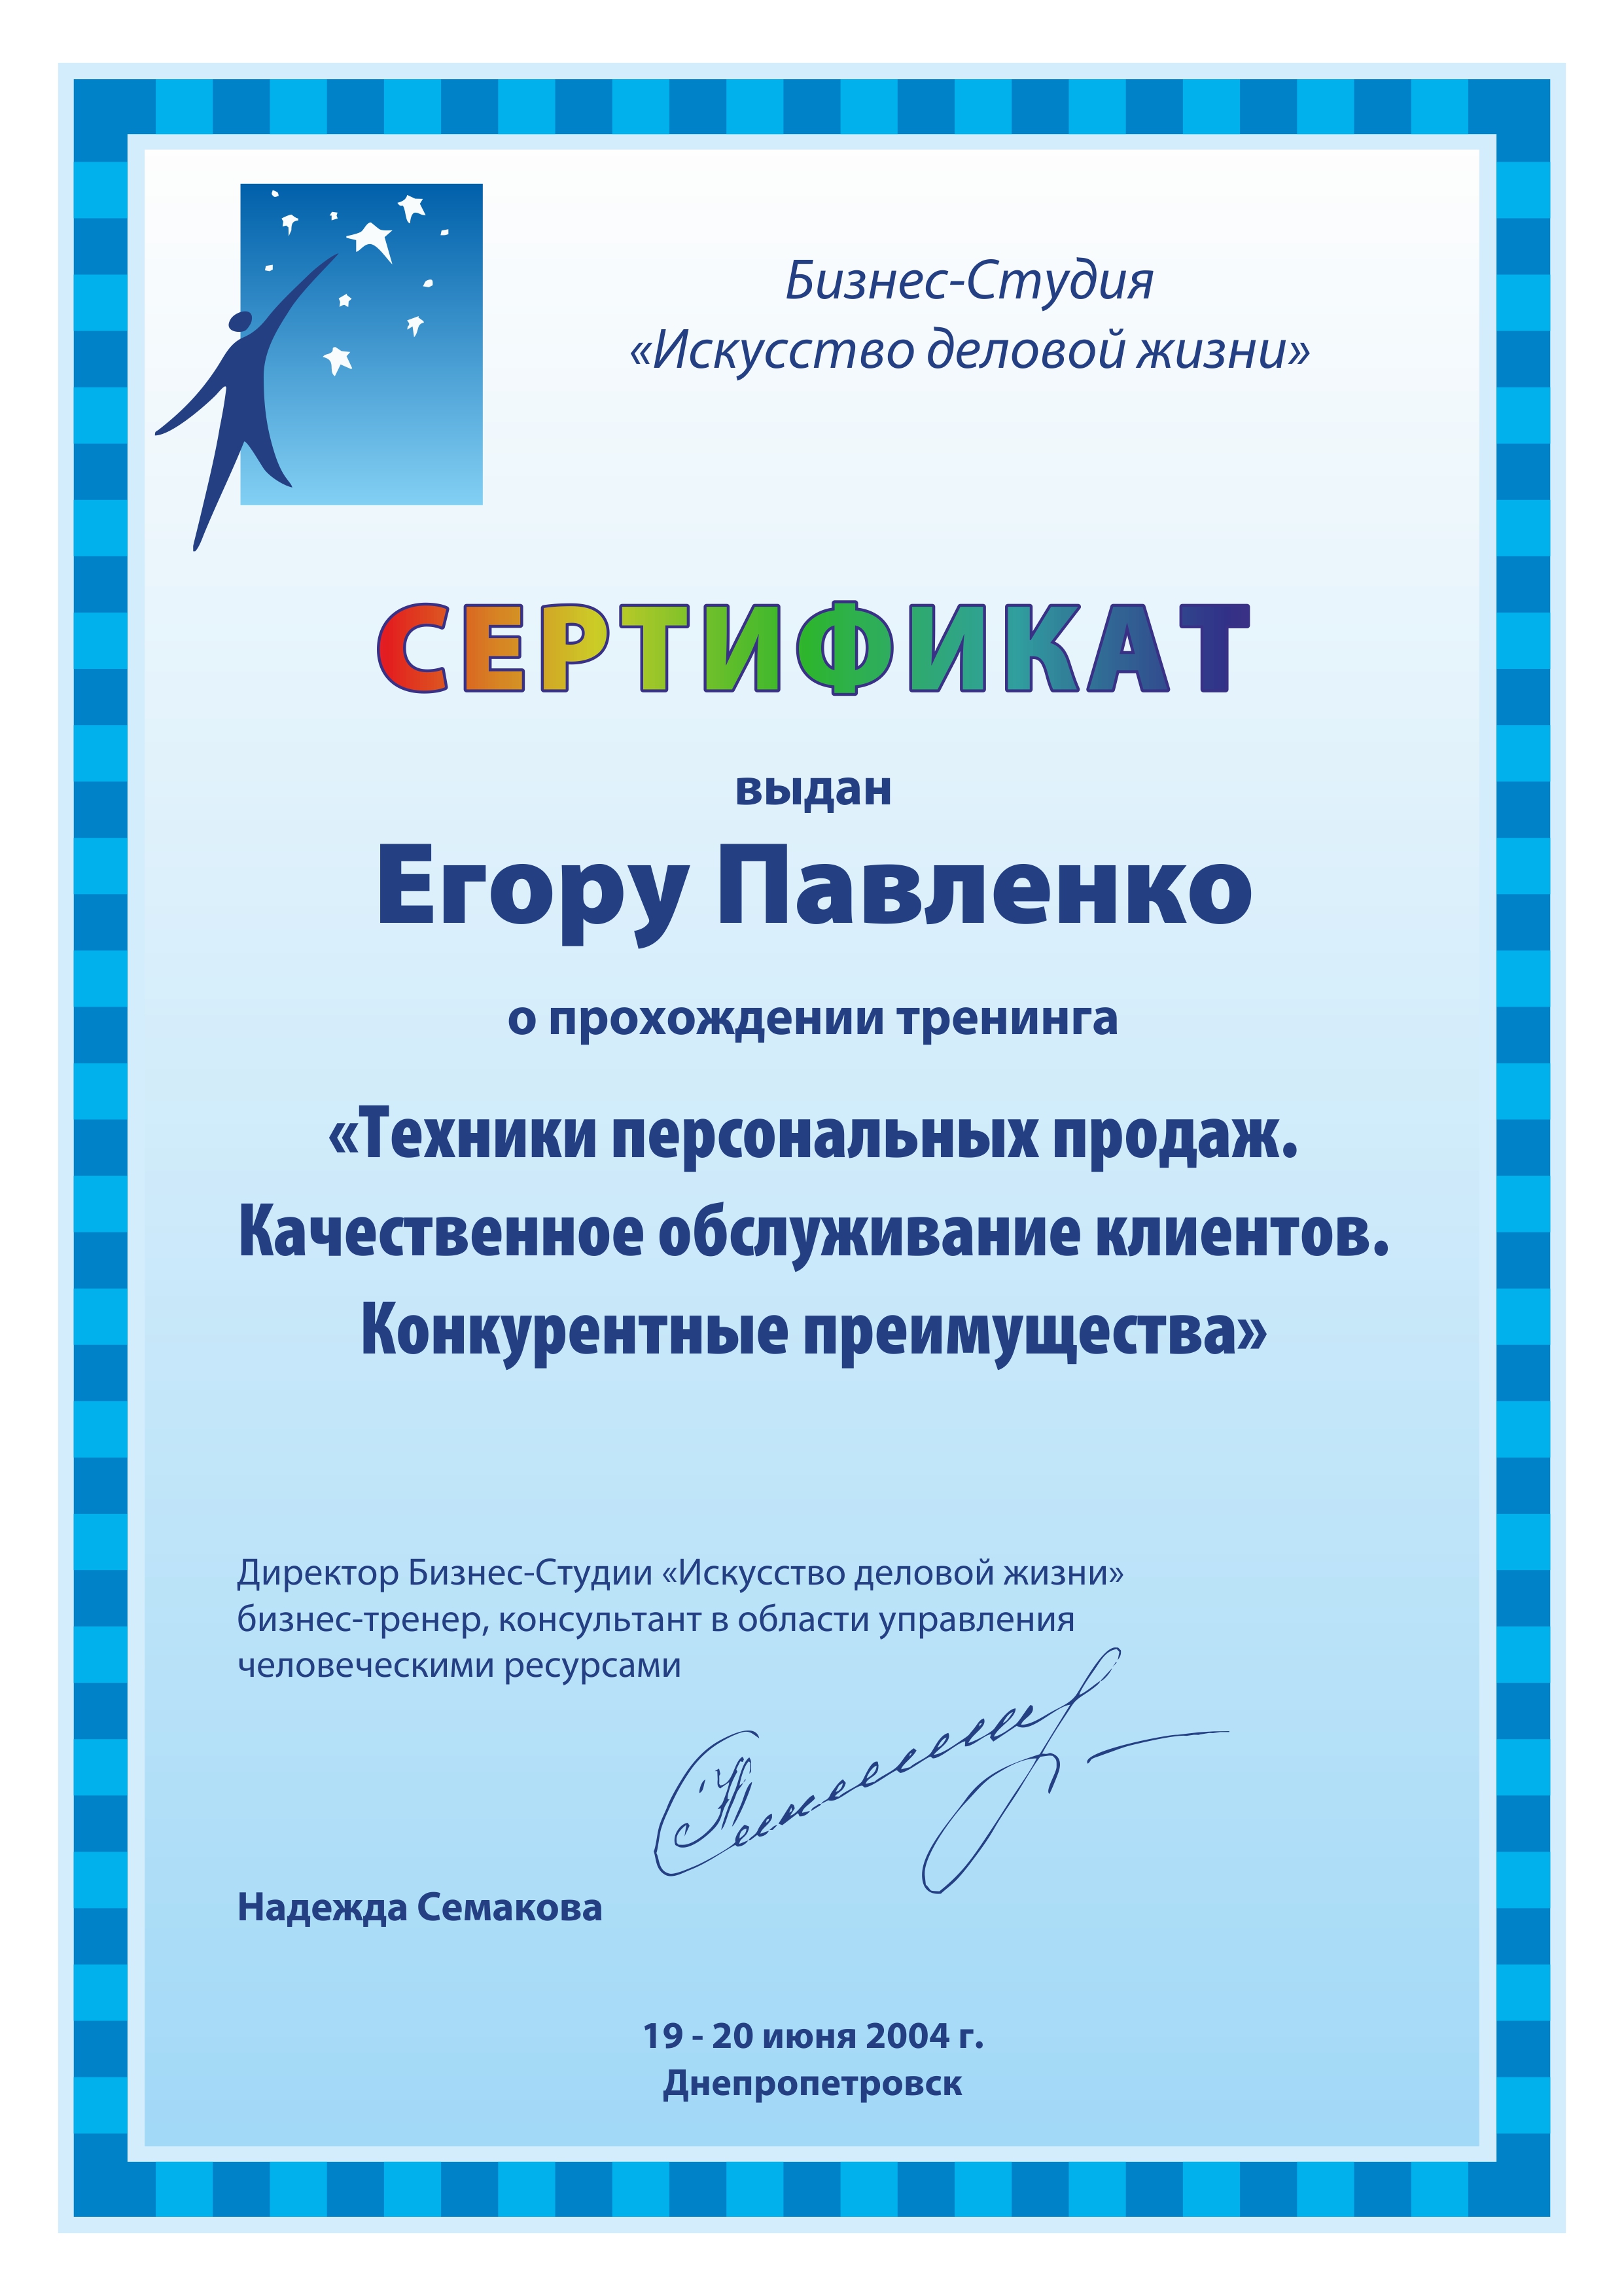 Бизнес-Студия
«Искусство деловой жизни»
СЕРТИФИКАТ
выдан
Егору Павленко
о прохождении тренинга
«Техники персональных продаж.
Качественное обслуживание клиентов.
Конкурентные преимущества»
Директор Бизнес-Студии «Искусство деловой жизни»
бизнес-тренер, консультант в области управления
человеческими ресурсами
Надежда Семакова
19 - 20 июня 2004 г.
Днепропетровск